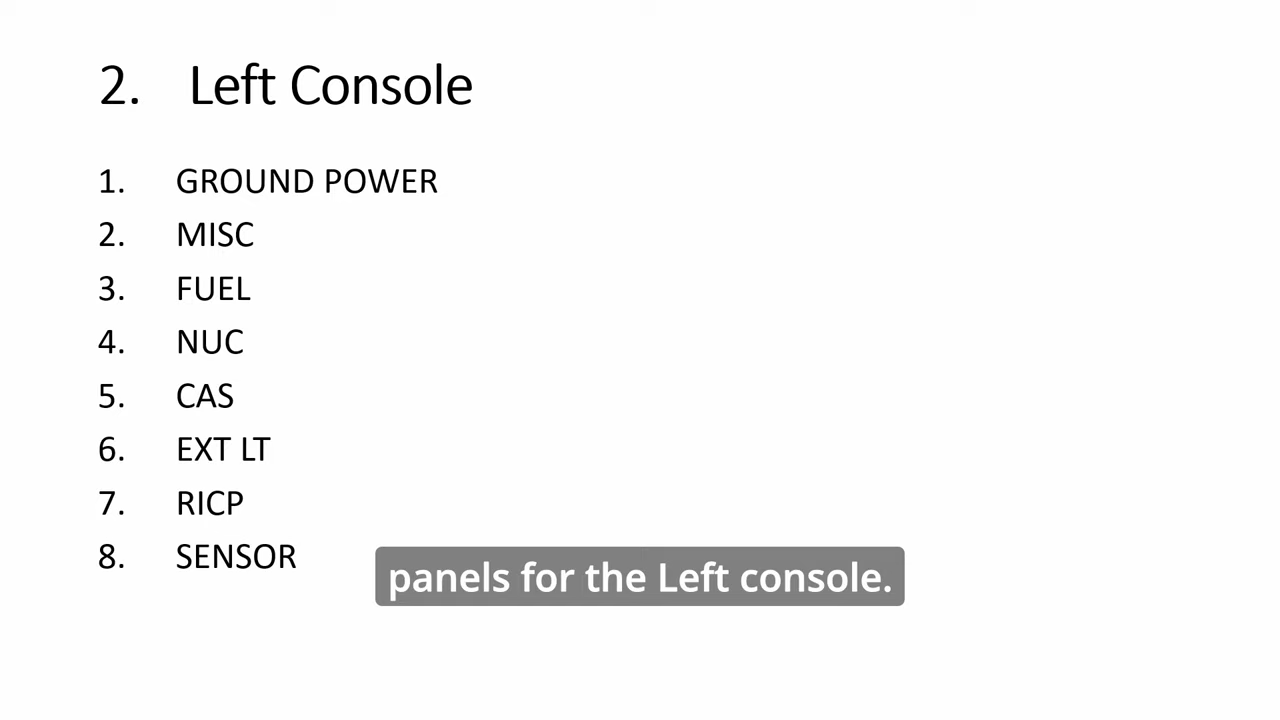 2. Left Console
1. GROUND POWER
2. MISC
3. FUEL
4. NUC
5. CAS
6. EXT LT
7. RICP
8. SENSOR
panels for the Left console.